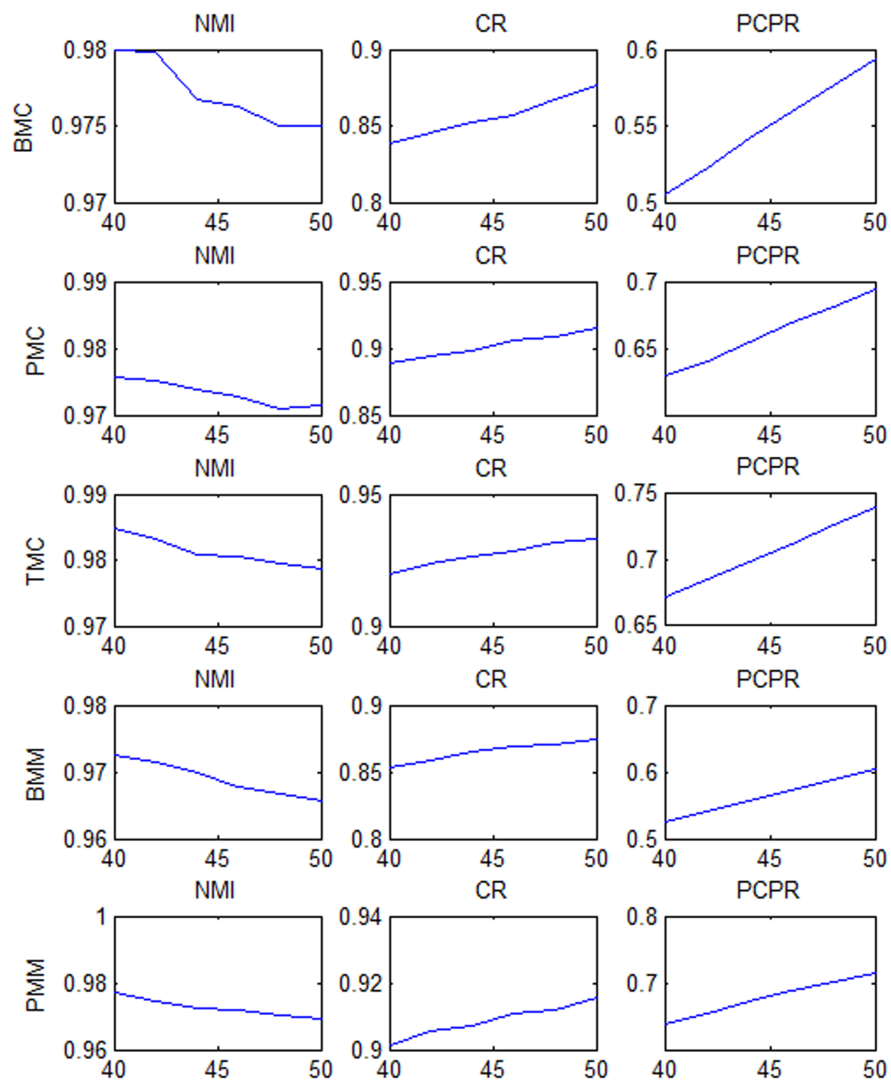 NMI CR PCPR
0.98 0.9 0.6
BMC 0.975 0.85 0.55
0.97 0.8 0.5
40 45 50 40 45 50 40 45 50
NMI CR PCPR
0.99 0.95 0.7
PMC 0.98 0.9 0.65
0.97 0.85
40 45 50 40 45 50 40 45 50
NMI CR PCPR
0.99 0.95 0.75
TMC 0.98 0.7
0.97 0.9 0.65
40 45 50 40 45 50 40 45 50
NMI CR PCPR
0.98 0.9 0.7
BMM 0.97 0.85 0.6
0.96 0.8 0.5
40 45 50 40 45 50 40 45 50
NMI CR PCPR
1 0.94 0.8
PMM 0.98 0.92 0.7
0.96 0.9
40 45 50 40 45 50 40 45 50